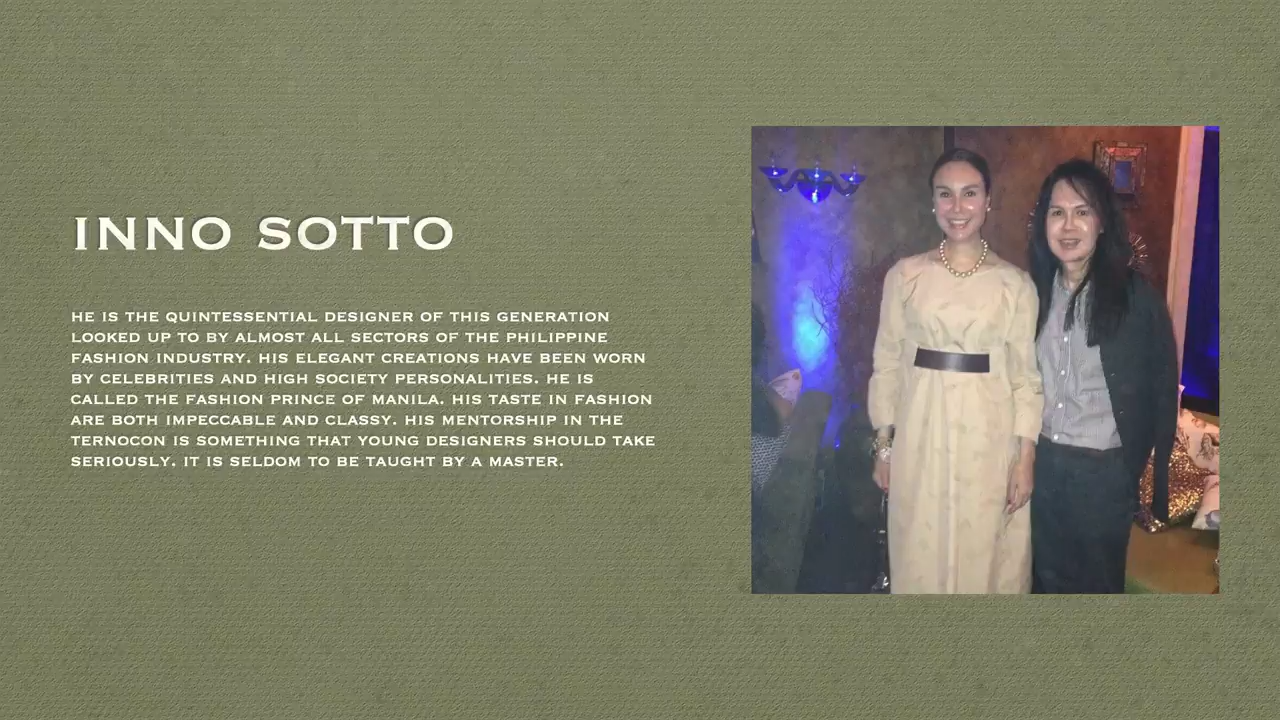 INNO SOTTO
HE IS THE QUINTESSENTIAL DESIGNER OF THIS GENERATION
LOOKED UP TO BY ALMOST ALL SECTORS OF THE PHILIPPINE
FASHION INDUSTRY. HIS ELEGANT CREATIONS HAVE BEEN WORN
BY CELEBRITIES AND HIGH SOCIETY PERSONALITIES. HE IS
CALLED THE FASHION PRINCE OF MANILA. HIS TASTE IN FASHION
ARE BOTH IMPECCABLE AND CLASSY. HIS MENTORSHIP IN THE
TERNOCON IS SOMETHING THAT YOUNG DESIGNERS SHOULD TAKE
SERIOUSLY. IT IS SELDOM TO BE TAUGHT BY A MASTER.